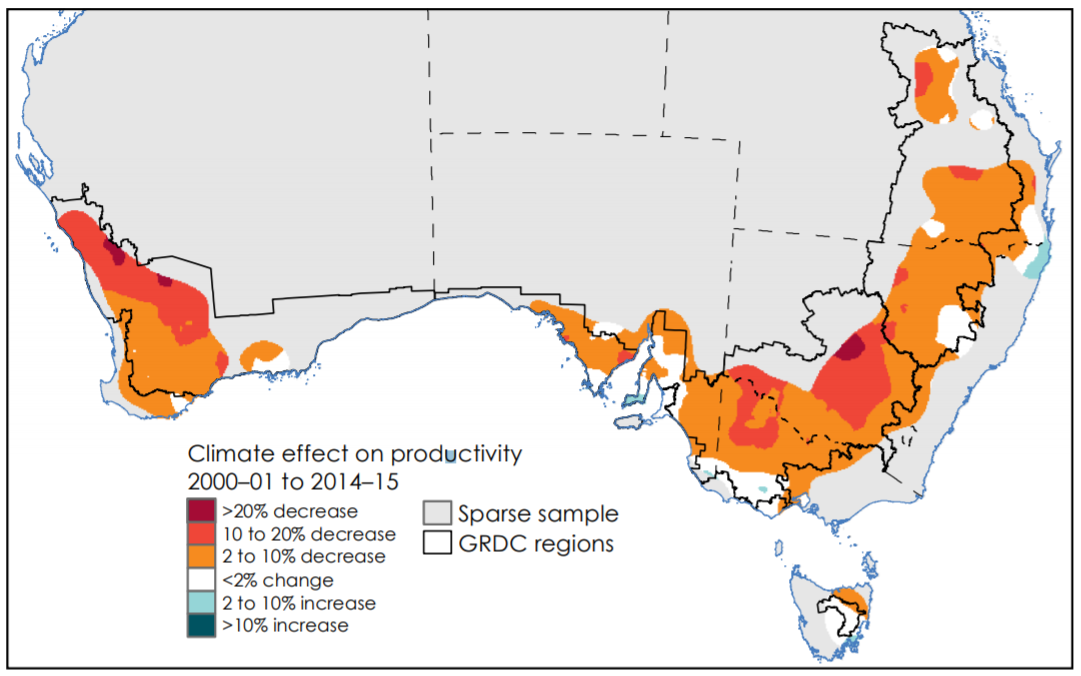 Climate effect on productivity
2000–01 to 2014–15
>20% decrease
10 to 20% decrease
2 to 10% decrease
<2% change
2 to 10% increase
>10% increase
Sparse sample
GRDC regions